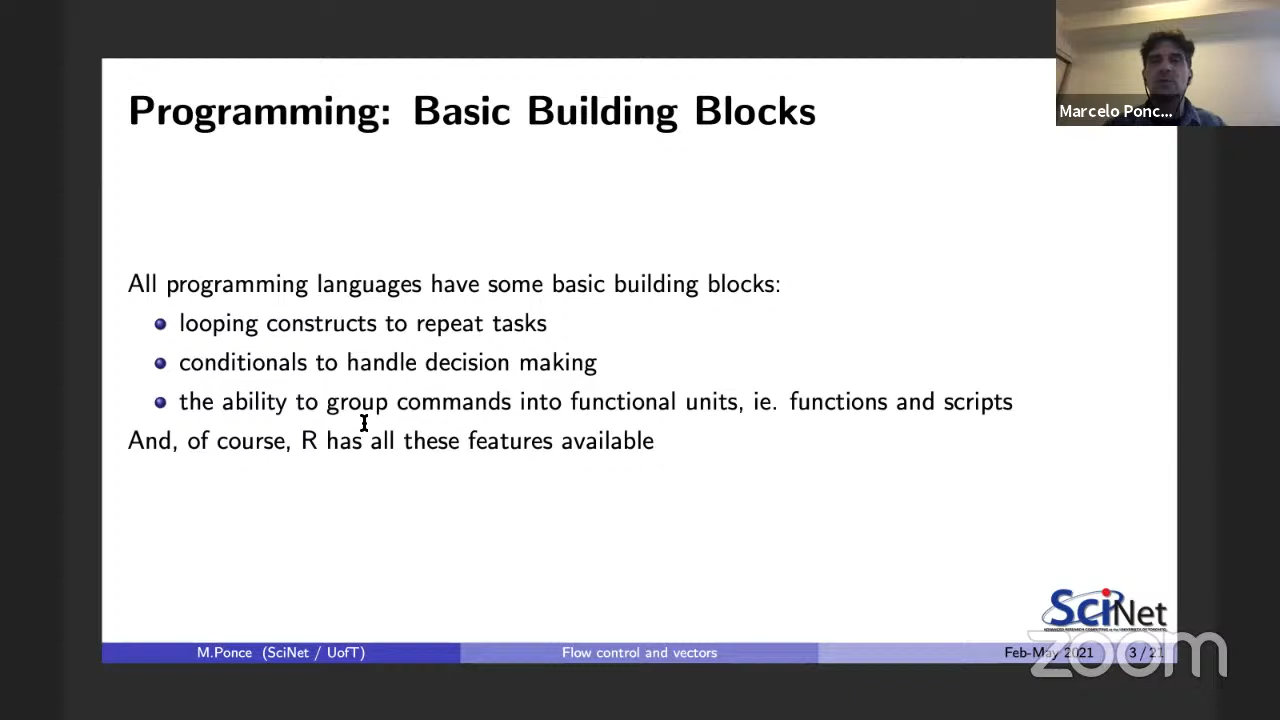 Programming: Basic Building Blocks
Marcelo Ponc...
All programming languages have some basic building blocks:
looping constructs to repeat tasks
conditionals to handle decision making
the ability to group commands into functional units, ie. functions and scripts
And, of course, R has all these features available
SciNet
M.Ponce (SciNet / UofT)
Flow control and vectors
Feb-May 2021
3 / 21
zoom